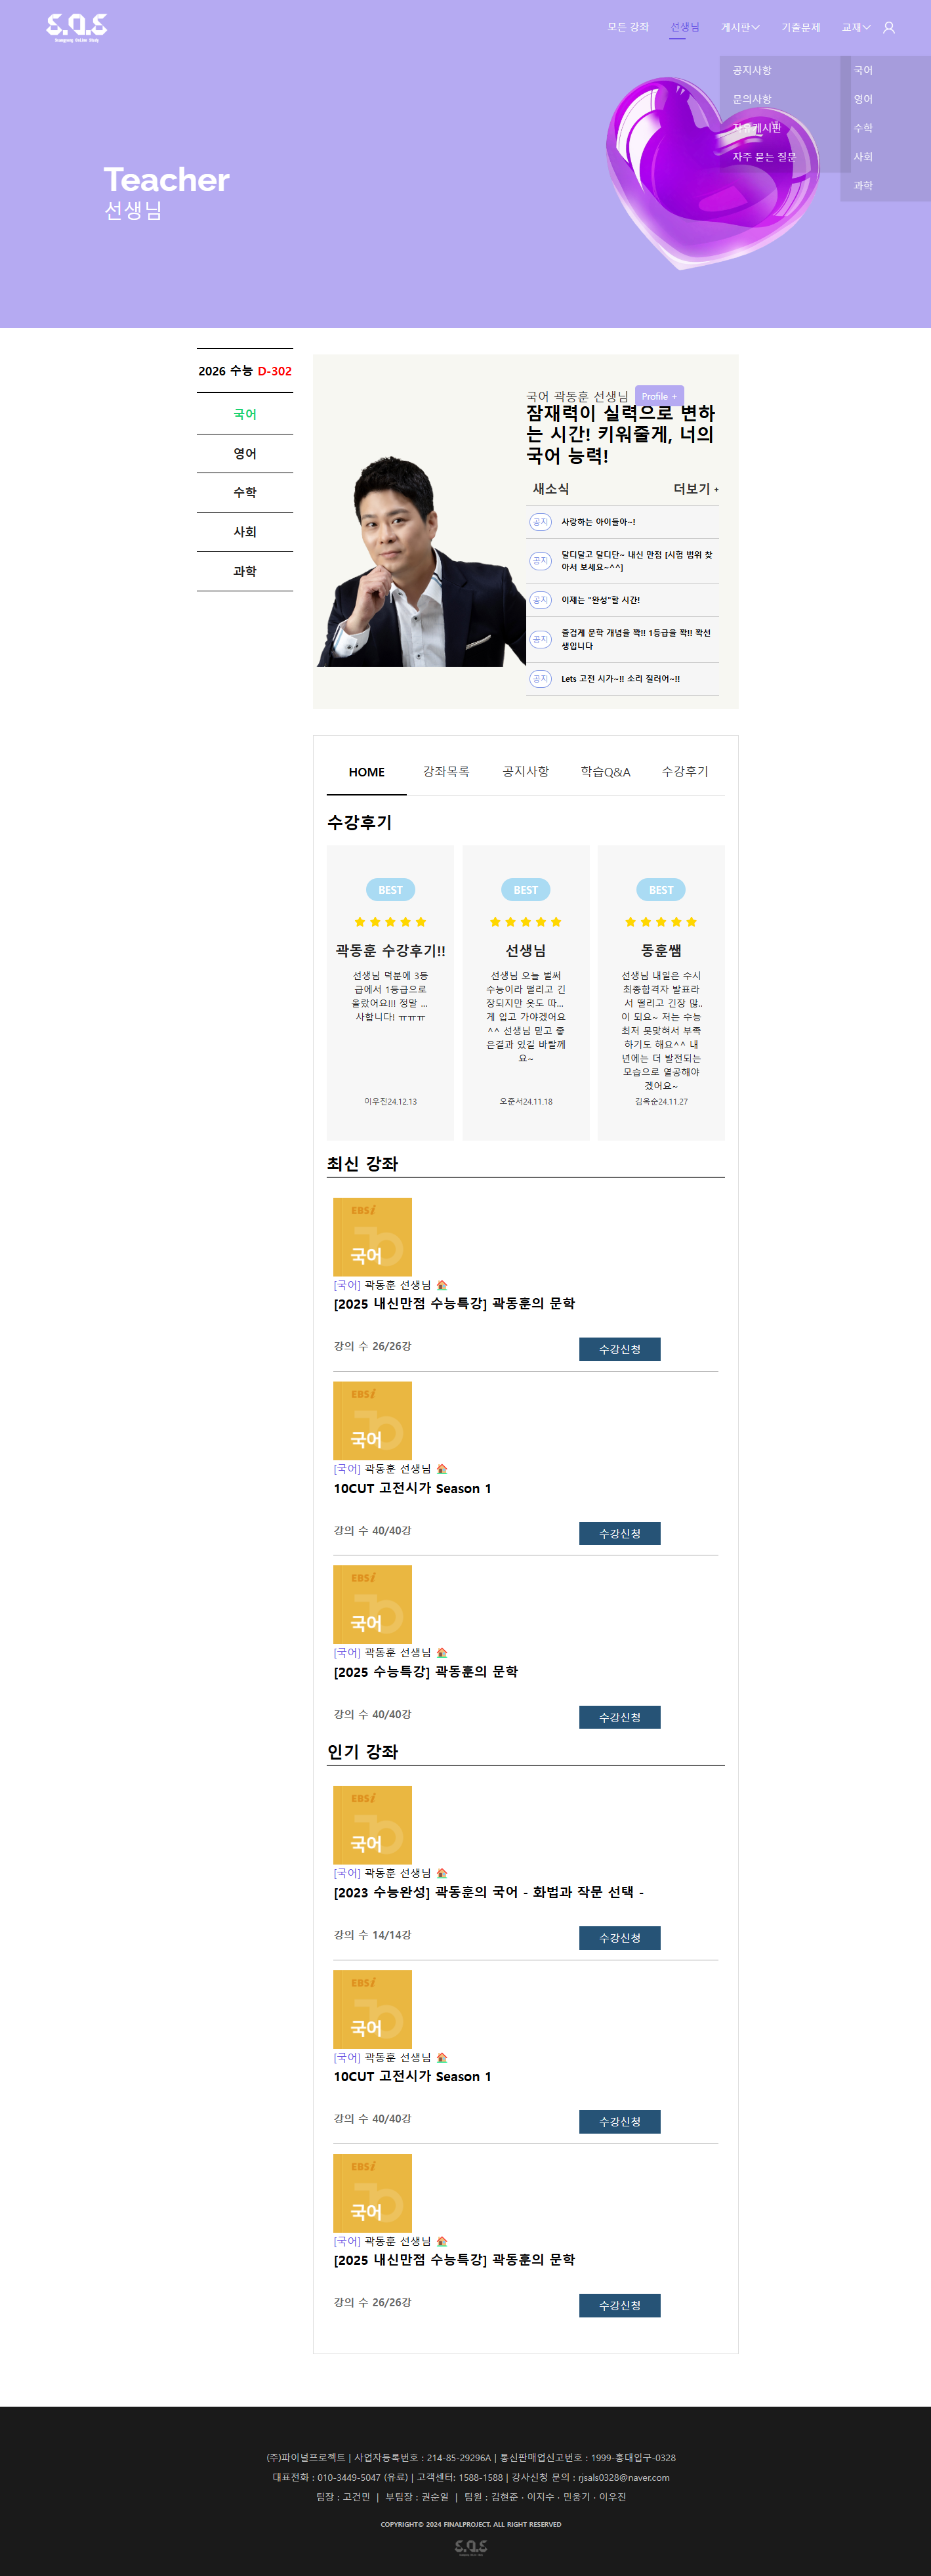 S.O.S
모든 강좌
선생님
게시판
기출문제
교재
공지사항
문의사항
자유게시판
자주 묻는 질문
국어
영어
수학
사회
과학
Teacher
선생님
2026 수능 D-302
국어
영어
수학
사회
과학
국어 곽동훈 선생님
Profile +
잠재력이 실력으로 변하
는 시간! 키워줄게, 너의
국어 능력!
새소식
더보기 +
공지 사랑하는 아이들아~!
공지 달디달고 달디단~ 내신 만점 [시험 범위 찾
아서 보세요~^^]
공지 이제는 "완성"할 시간!
공지 즐겁게 문학 개념을 꽉!! 1등급을 꽉!! 꽉선
생입니다
공지 Lets 고전 시가~!! 소리 질러어~!!
HOME
강좌목록
공지사항
학습Q&A
수강후기
수강후기
BEST
곽동훈 수강후기!!
선생님 덕분에 3등
급에서 1등급으로
올랐어요!!! 정말 ...
사합니다! ㅠㅠㅠ
이우진24.12.13
BEST
선생님
선생님 오늘 벌써
수능이라 떨리고 긴
장되지만 옷도 따...
게 입고 가야겠어요
^^ 선생님 믿고 좋
은결과 있길 바랄께
요~
오준서24.11.18
BEST
동훈쌤
선생님 내일은 수시
최종합격자 발표라
서 떨리고 긴장 많..
이 되요~ 저는 수능
최저 못맞혀서 부족
하기도 해요^^ 내
년에는 더 발전되는
모습으로 열공해야
겠어요~
김옥순24.11.27
최신 강좌
EBSi
국어
[국어] 곽동훈 선생님
[2025 내신만점 수능특강] 곽동훈의 문학
강의 수 26/26강
수강신청
EBSi
국어
[국어] 곽동훈 선생님
10CUT 고전시가 Season 1
강의 수 40/40강
수강신청
EBSi
국어
[국어] 곽동훈 선생님
[2025 수능특강] 곽동훈의 문학
강의 수 40/40강
수강신청
인기 강좌
EBSi
국어
[국어] 곽동훈 선생님
[2023 수능완성] 곽동훈의 국어 - 화법과 작문 선택 -
강의 수 14/14강
수강신청
EBSi
국어
[국어] 곽동훈 선생님
10CUT 고전시가 Season 1
강의 수 40/40강
수강신청
EBSi
국어
[국어] 곽동훈 선생님
[2025 내신만점 수능특강] 곽동훈의 문학
강의 수 26/26강
수강신청
(주)파이널프로젝트 | 사업자등록번호 : 214-85-29296A | 통신판매업신고번호 : 1999-홍대입구-0328
대표전화 : 010-3449-5047 (유료) | 고객센터: 1588-1588 | 강사신청 문의 : rjsals0328@naver.com
팀장 : 고건민 | 부팀장 : 권순일 | 팀원 : 김현준 · 이지수 · 민웅기 · 이우진
COPYRIGHT© 2024 FINALPROJECT. ALL RIGHT RESERVED
S.O.S